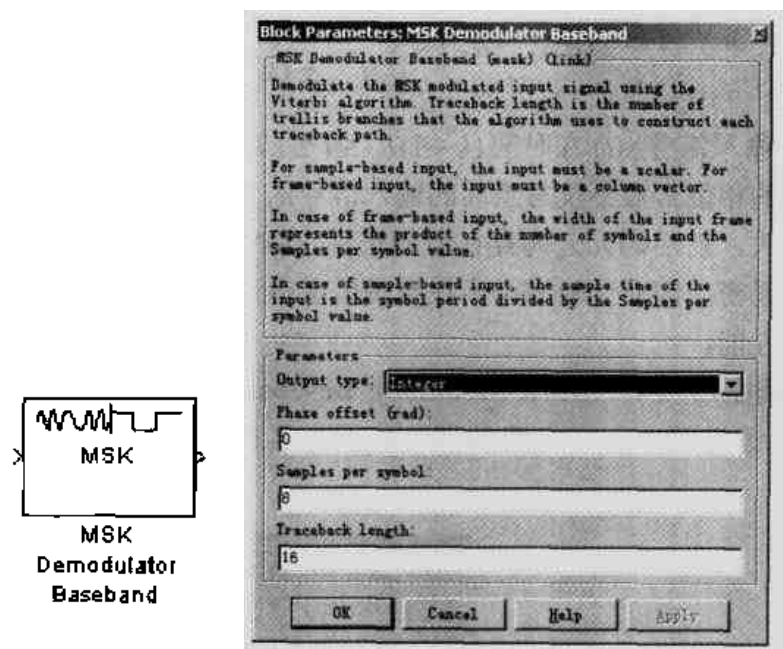 MSK
MSK
Demodulator
Baseband
Block Parameters: MSK Demodulator Baseband
MSK Demodulator Baseband (mask) (link)
Demodulate the MSK modulated input signal using the
Viterbi algorithm. Traceback length is the number of
trellis branches that the algorithm uses to construct each
traceback path.
For sample-based input, the input must be a scalar. For
frame-based input, the input must be a column vector.
In case of frame-based input, the width of the input frame
represents the product of the number of symbols and the
Samples per symbol value.
In case of sample-based input, the sample time of the
input is the symbol period divided by the Samples per
symbol value.
Parameters
Output type: Integer
Phase offset (rad):
0
Samples per symbol
8
Traceback length:
16
OK Cancel Help Apply